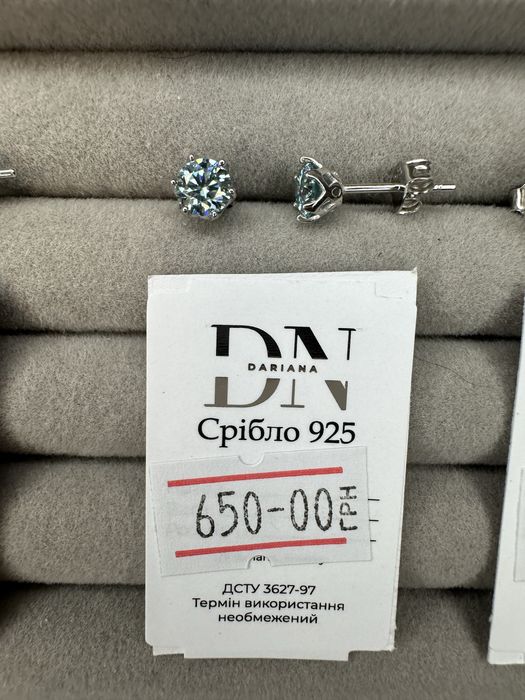 DN
DARIANA
Срібло 925
650-00 ГРН
ДСТУ 3627-97
Термін використання
необмежений